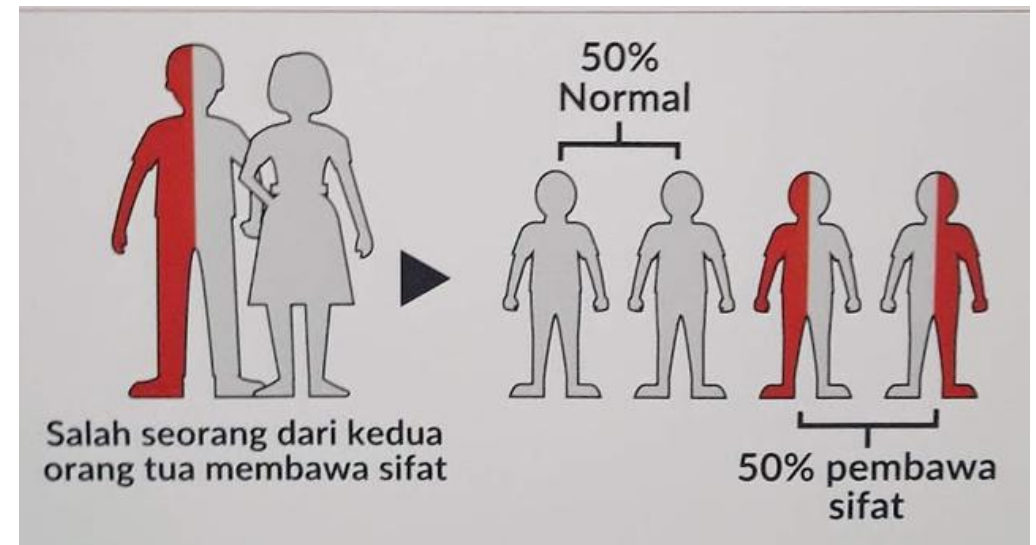 50%
Normal
Salah seorang dari kedua
orang tua membawa sifat
50% pembawa
sifat